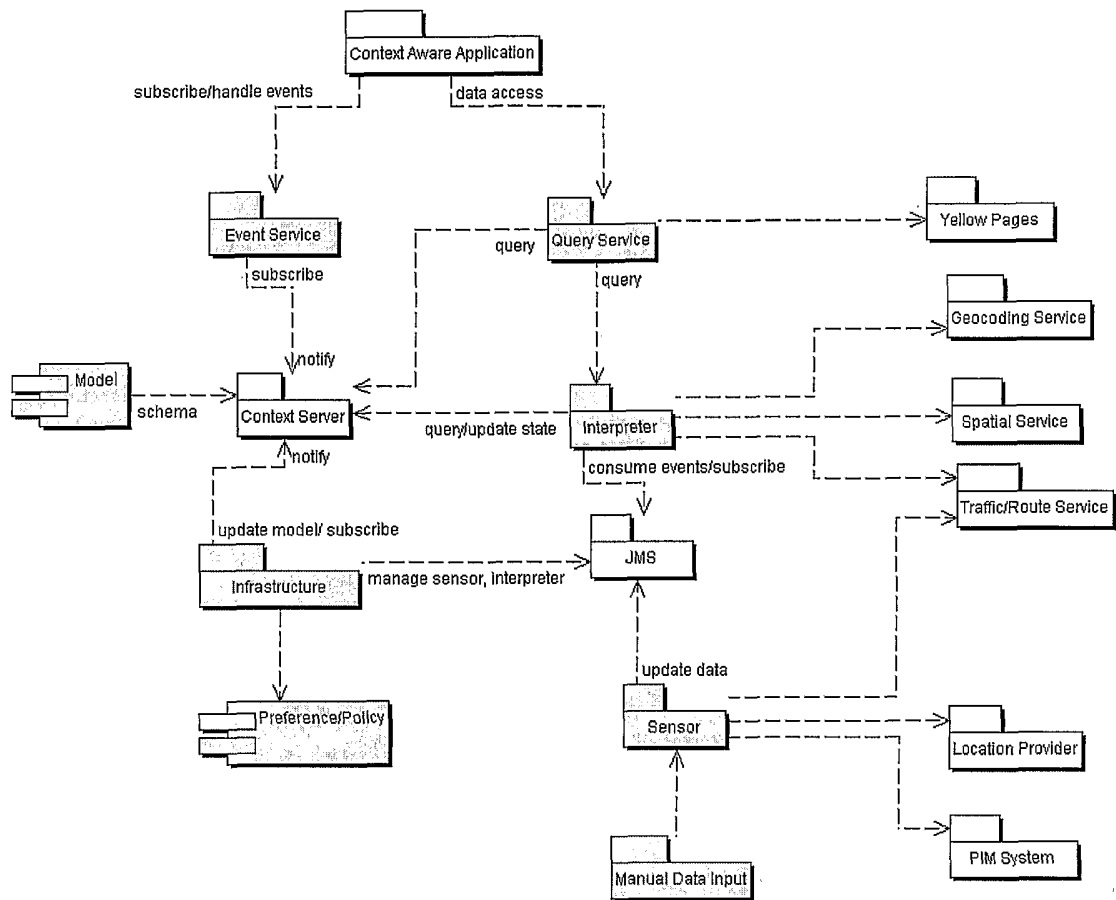 Context Aware Application
subscribe/handle events
data access
Event Service
Query Service
Yellow Pages
subscribe
query
query
Geocoding Service
notify
Model
schema
Context Server
query/update state
Interpreter
Spatial Service
notify
consume events/subscribe
Traffic/Route Service
update model/ subscribe
JMS
Infrastructure
manage sensor, interpreter
update data
Preference/Policy
Sensor
Location Provider
Manual Data Input
PIM System